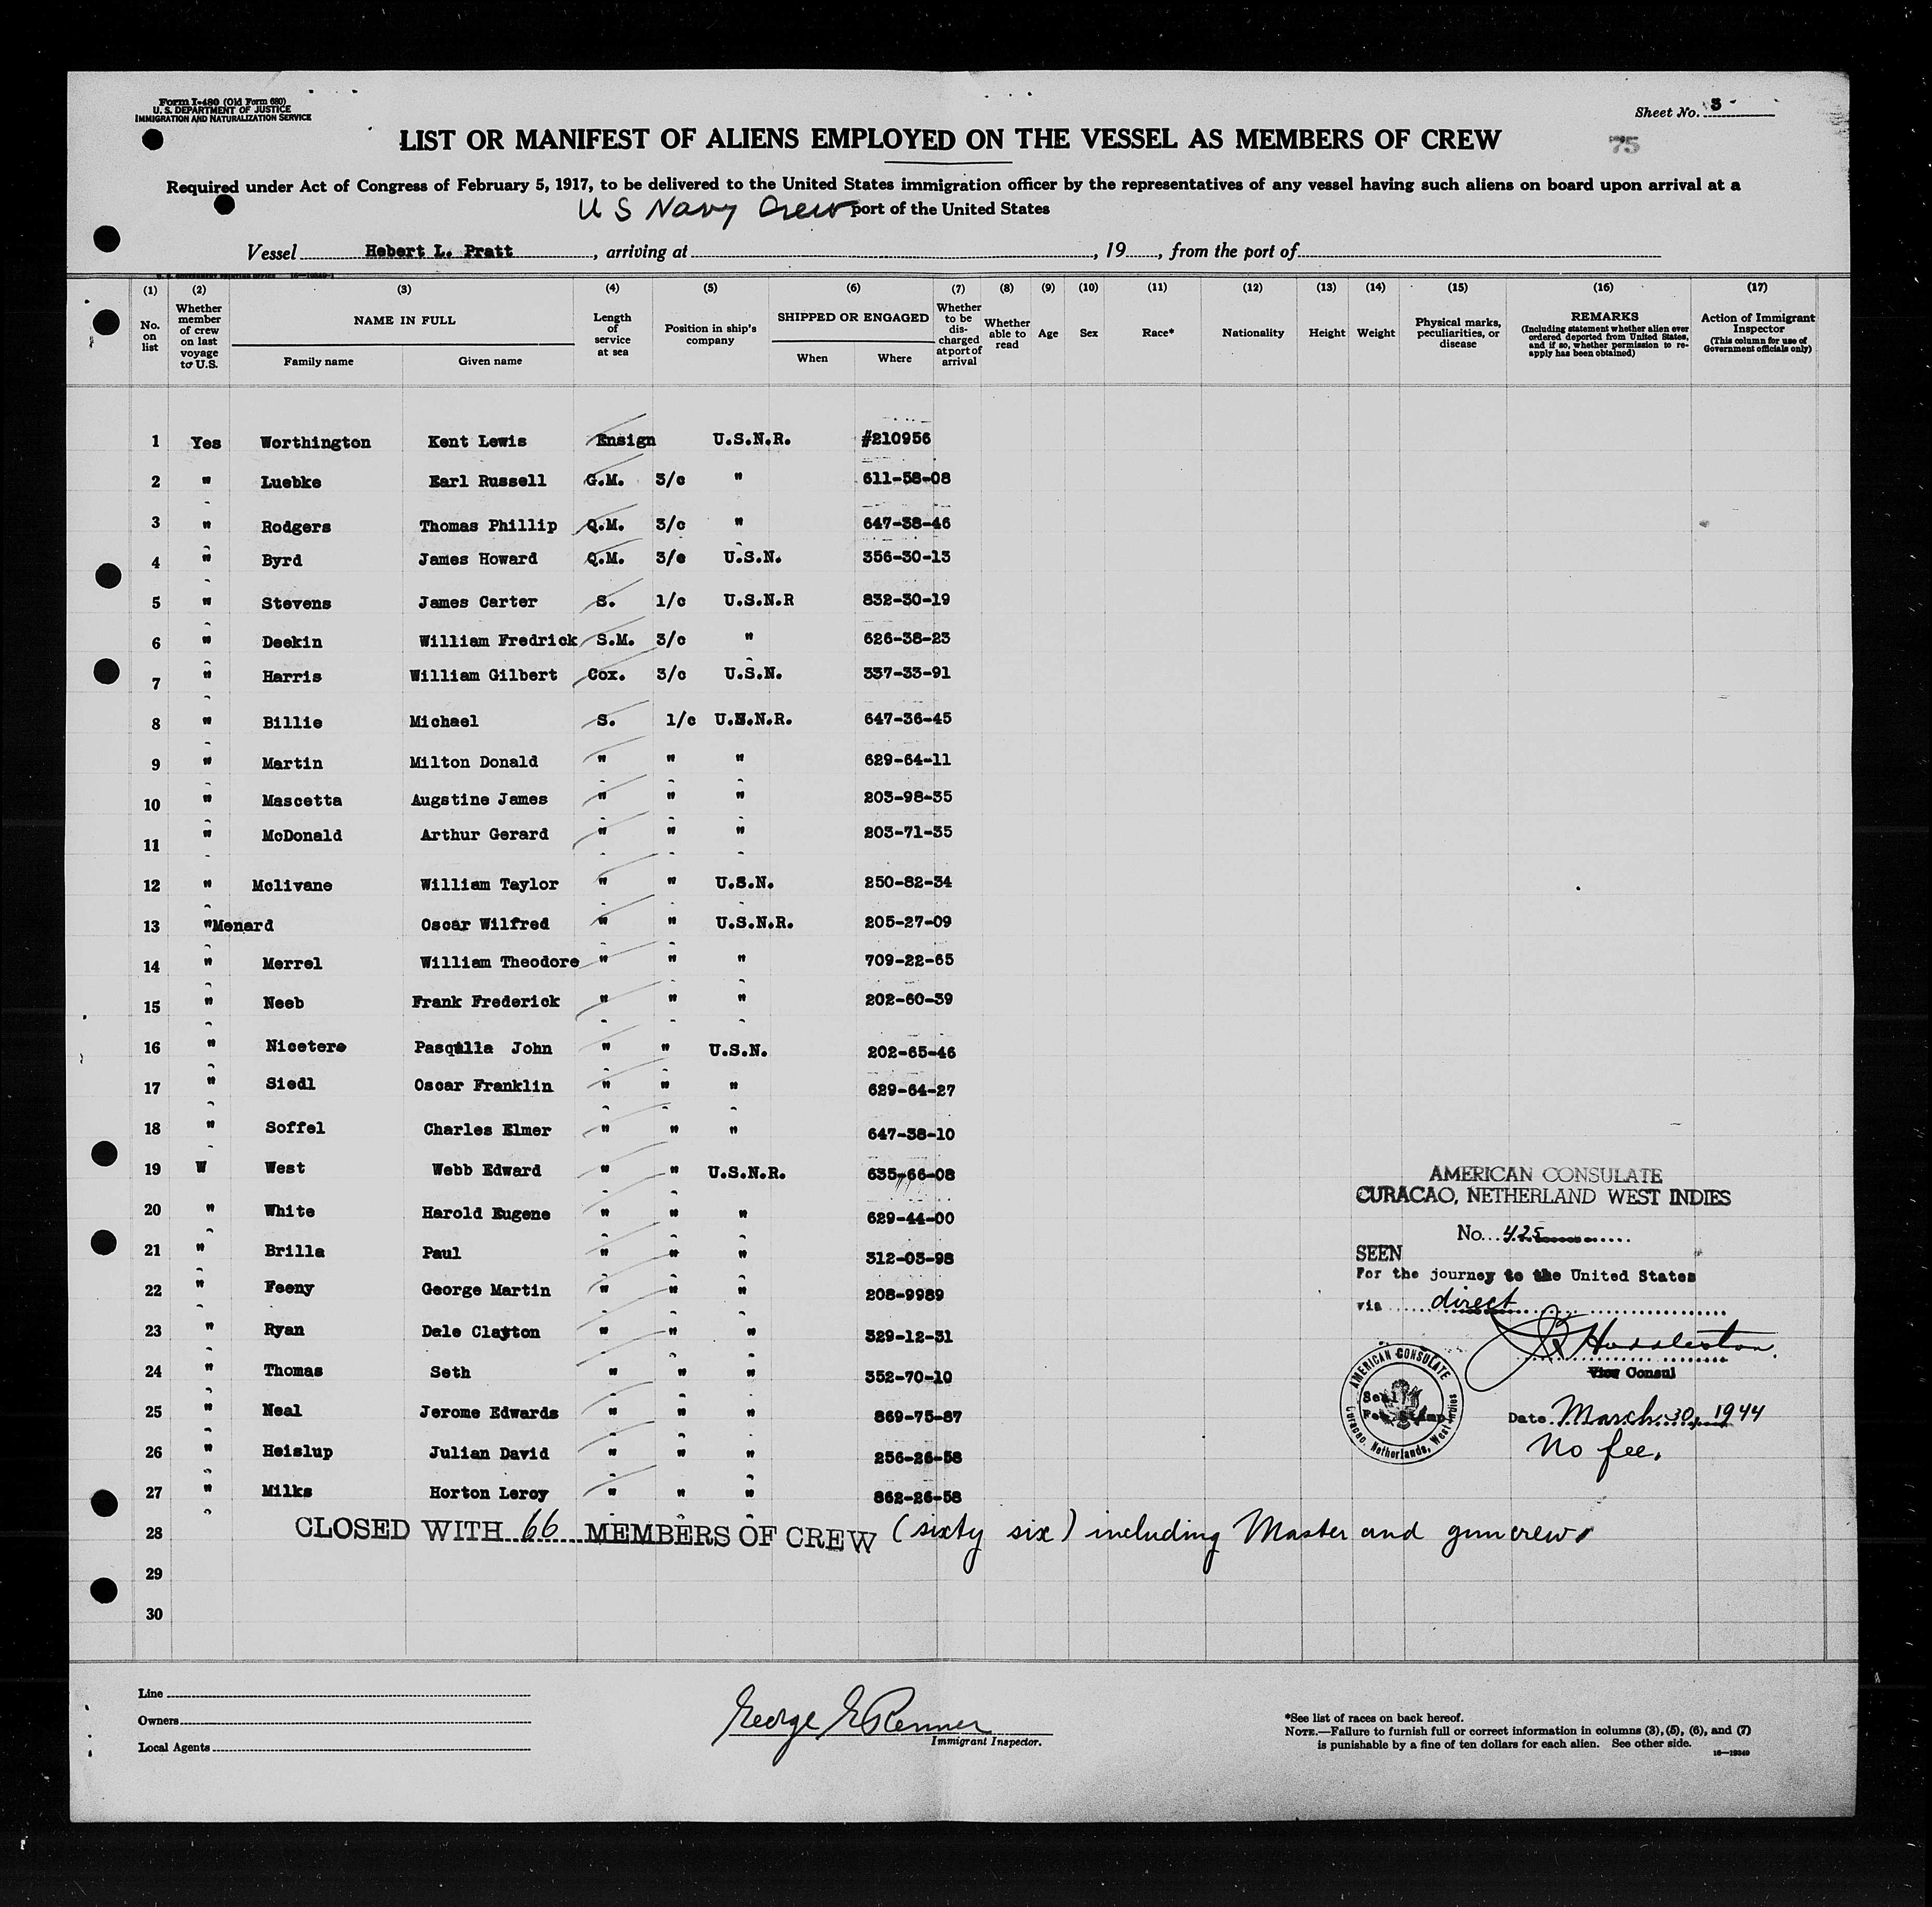 Form I-480 (Old Form 680)
U. S. DEPARTMENT OF JUSTICE
IMMIGRATION AND NATURALIZATION SERVICE
Sheet No. 3
75
LIST OR MANIFEST OF ALIENS EMPLOYED ON THE VESSEL AS MEMBERS OF CREW
Required under Act of Congress of February 5, 1917, to be delivered to the United States immigration officer by the representatives of any vessel having such aliens on board upon arrival at a
U S Navy Crew port of the United States
Vessel Hebert L. Pratt, arriving at, 19, from the port of
(1) (2) (3) (4) (5) (6) (7) (8) (9) (10) (11) (12) (13) (14) (15) (16) (17)
No. on list
Whether member of crew on last voyage to U.S.
NAME IN FULL
Family name
Given name
Length of service at sea
Position in ship's company
SHIPPED OR ENGAGED
When
Where
Whether to be discharged at port of arrival
Whether able to read
Age
Sex
Race*
Nationality
Height
Weight
Physical marks, peculiarities, or disease
REMARKS
(Including statement whether alien ever ordered deported from United States, and if so, whether permission to re-apply has been obtained)
Action of Immigrant Inspector
(This column for use of Government officials only)
1 Yes Worthington Kent Lewis Ensign U.S.N.R. #210956
2 " Luebke Earl Russell G.M. 3/c " 611-58-08
3 " Rodgers Thomas Phillip Q.M. 3/c " 647-38-46
4 " Byrd James Howard Q.M. 3/c U.S.N. 356-30-13
5 " Stevens James Carter S. 1/c U.S.N.R 832-30-19
6 " Deekin William Fredrick S.M. 3/c " 626-38-23
7 " Harris William Gilbert Cox. 3/c U.S.N. 337-33-91
8 " Billie Michael S. 1/c U.S.N.R. 647-36-45
9 " Martin Milton Donald " " " 629-64-11
10 " Mascetta Augstine James " " " 203-98-35
11 " McDonald Arthur Gerard " " " 203-71-35
12 " Mclivane William Taylor " " U.S.N. 250-82-34
13 " Menard Oscar Wilfred " " U.S.N.R. 205-27-09
14 " Merrel William Theodore " " " 709-22-65
15 " Neeb Frank Frederick " " " 202-60-39
16 " Nicetere Pasqulla John " " U.S.N. 202-65-46
17 " Siedl Oscar Franklin " " " 629-64-27
18 " Soffel Charles Elmer " " " 647-38-10
19 W West Webb Edward " " U.S.N.R. 635-66-08
20 " White Harold Eugene " " " 629-44-00
21 " Brilla Paul " " " 312-03-98
22 " Feeny George Martin " " " 208-9989
23 " Ryan Dale Clayton " " " 329-12-31
24 " Thomas Seth " " " 352-70-10
25 " Neal Jerome Edwards " " " 869-75-87
26 " Heislup Julian David " " " 256-26-58
27 " Milks Horton Leroy " " " 862-26-58
28 CLOSED WITH 66 MEMBERS OF CREW (sixty six) including Master and guncrew
29
30
AMERICAN CONSULATE
CURACAO, NETHERLAND WEST INDIES
No. 425
SEEN
For the journey to the United States
via direct
Vice Consul
AMERICAN CONSULATE
Curacao, Netherlands, West Indies
Date March 30, 1944
No fee.
Line
Owners
Local Agents
George E Renner
Immigrant Inspector.
*See list of races on back hereof.
NOTE.—Failure to furnish full or correct information in columns (3), (5), (6), and (7)
is punishable by a fine of ten dollars for each alien. See other side.
16—19349